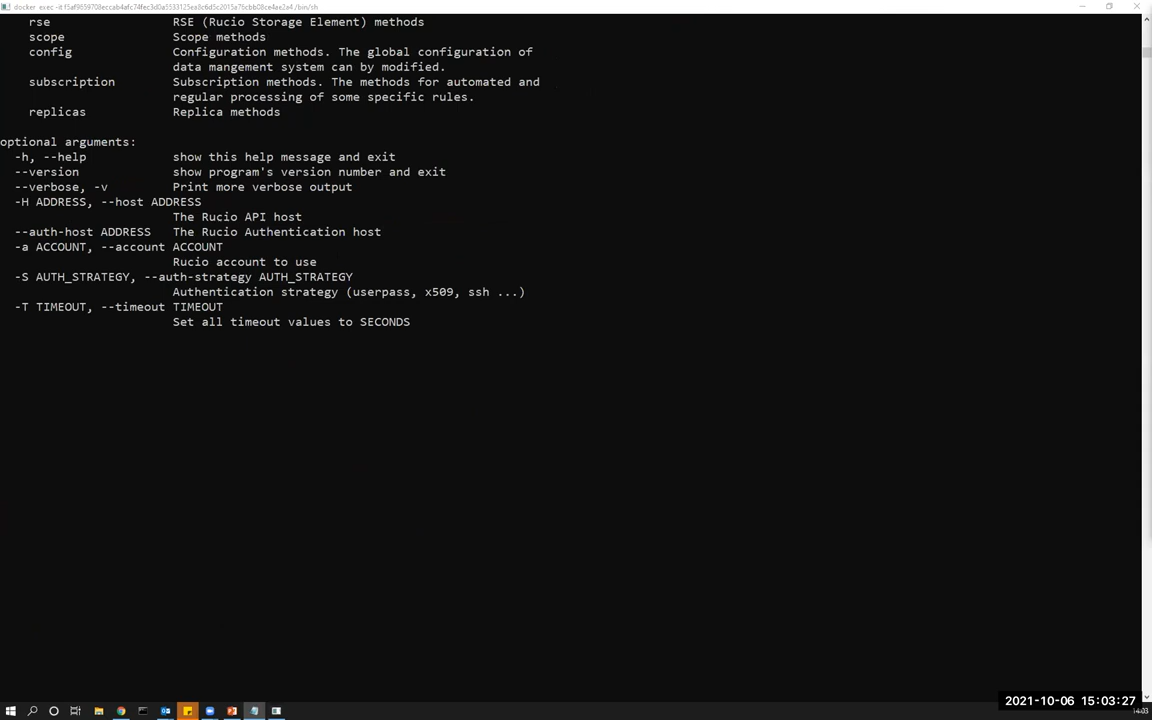 rse RSE (Rucio Storage Element) methods
scope Scope methods
config Configuration methods. The global configuration of
data mangement system can by modified.
subscription Subscription methods. The methods for automated and
regular processing of some specific rules.
replicas Replica methods
optional arguments:
-h, --help show this help message and exit
--version show program's version number and exit
--verbose, -v Print more verbose output
-H ADDRESS, --host ADDRESS
The Rucio API host
--auth-host ADDRESS The Rucio Authentication host
-a ACCOUNT, --account ACCOUNT
Rucio account to use
-S AUTH_STRATEGY, --auth-strategy AUTH_STRATEGY
Authentication strategy (userpass, x509, ssh ...)
-T TIMEOUT, --timeout TIMEOUT
Set all timeout values to SECONDS
2021-10-06 15:03:27
14:03